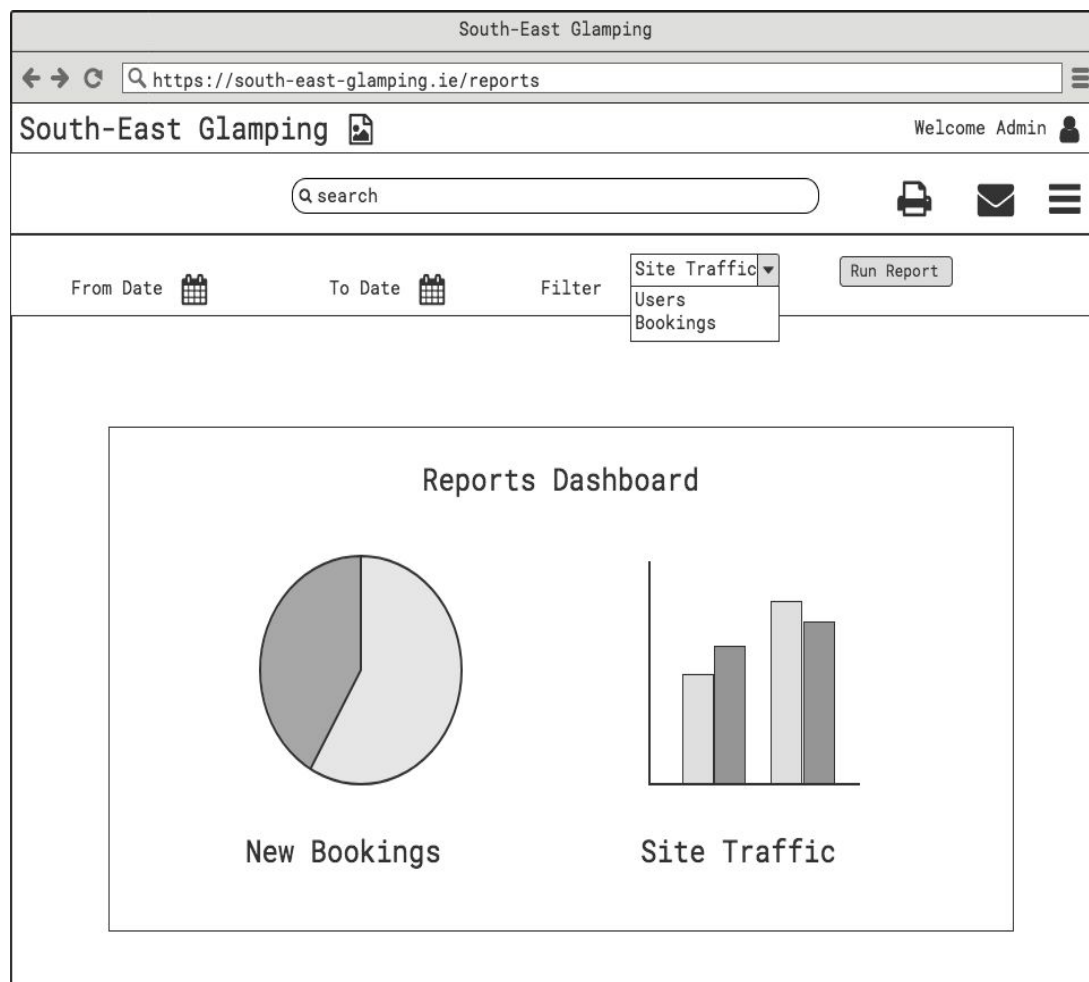 South-East Glamping
https://south-east-glamping.ie/reports
South-East Glamping
Welcome Admin
search
From Date
To Date
Filter
Site Traffic
Users
Bookings
Run Report
Reports Dashboard
New Bookings
Site Traffic